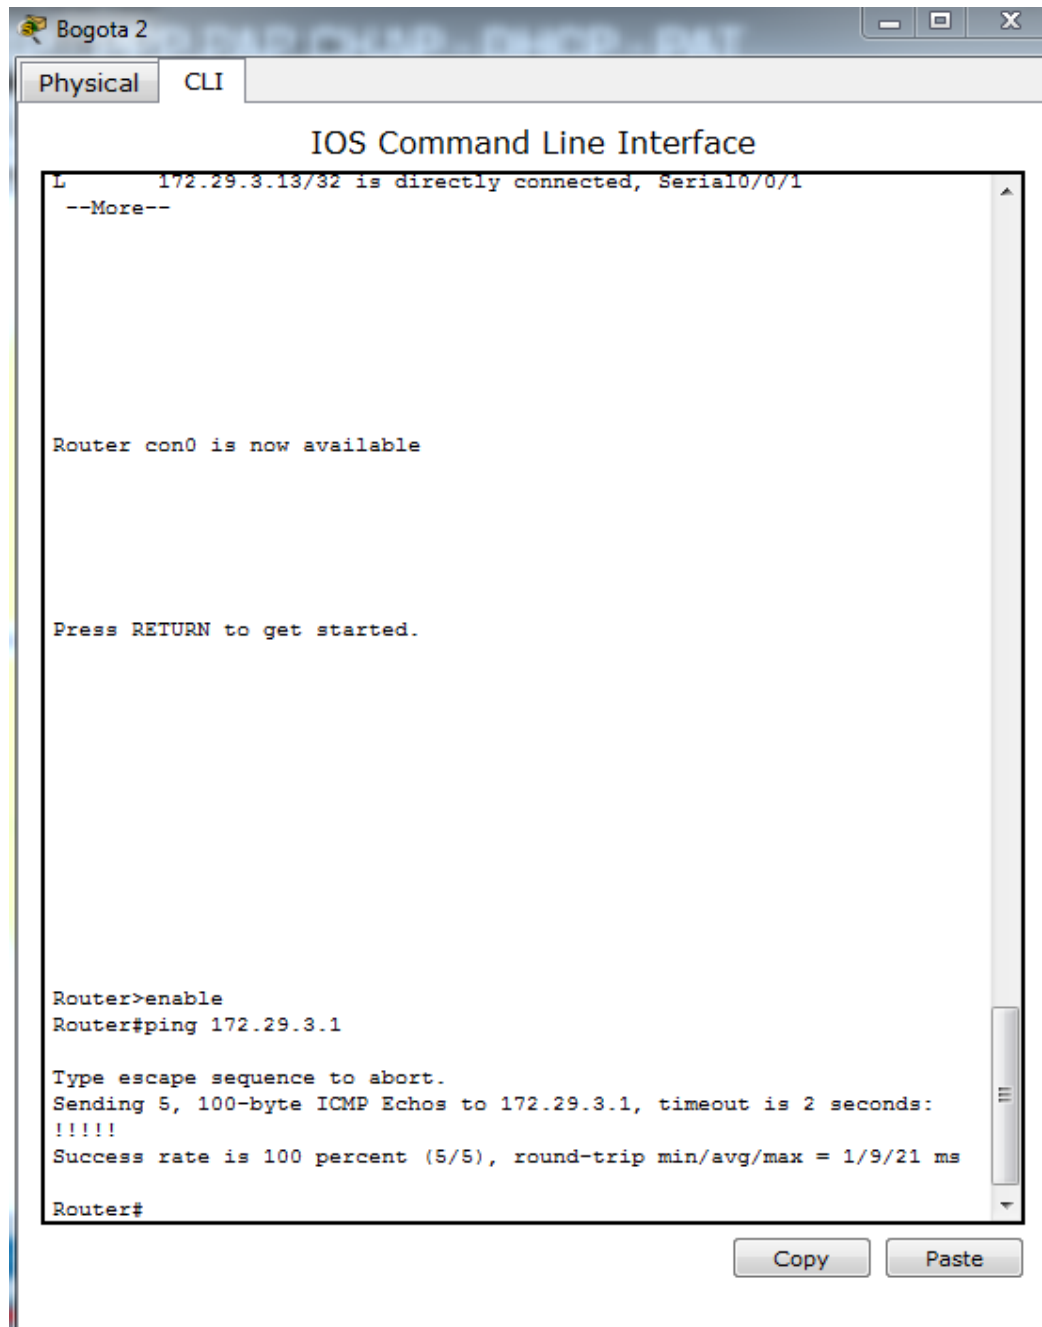 Bogota 2
Physical CLI
IOS Command Line Interface
L 172.29.3.13/32 is directly connected, Serial0/0/1
--More--
Router con0 is now available
Press RETURN to get started.
Router>enable
Router#ping 172.29.3.1
Type escape sequence to abort.
Sending 5, 100-byte ICMP Echos to 172.29.3.1, timeout is 2 seconds:
!!!!!
Success rate is 100 percent (5/5), round-trip min/avg/max = 1/9/21 ms
Router#
Copy Paste